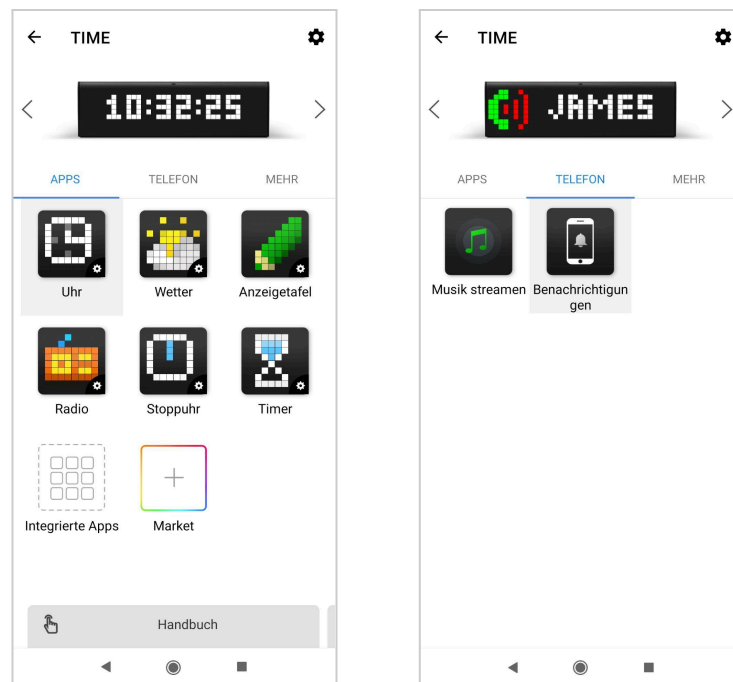 TIME
10:32:25
APPS TELEFON MEHR
Uhr Wetter Anzeigetafel
Radio Stoppuhr Timer
Integrierte Apps Market
Handbuch
TIME
JAMES
APPS TELEFON MEHR
Musik streamen Benachrichtigun
gen